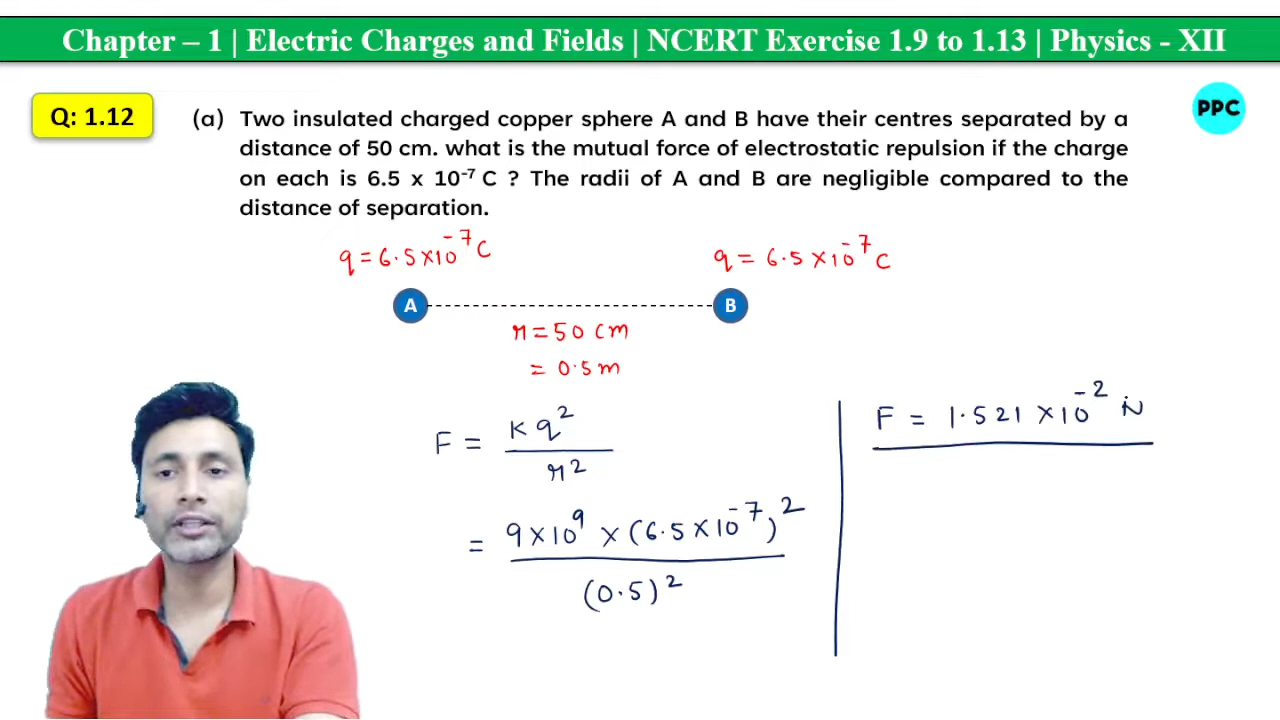 Chapter – 1 | Electric Charges and Fields | NCERT Exercise 1.9 to 1.13 | Physics - XII
Q: 1.12
PPC
(a) Two insulated charged copper sphere A and B have their centres separated by a
distance of 50 cm. what is the mutual force of electrostatic repulsion if the charge
on each is 6.5 x 10⁻⁷ C ? The radii of A and B are negligible compared to the
distance of separation.
q = 6.5 × 10⁻⁷ C
q = 6.5 × 10⁻⁷ C
A
B
r = 50 cm
= 0.5 m
F = K q² / r²
= 9 × 10⁹ × (6.5 × 10⁻⁷)² / (0.5)²
F = 1.521 × 10⁻² N